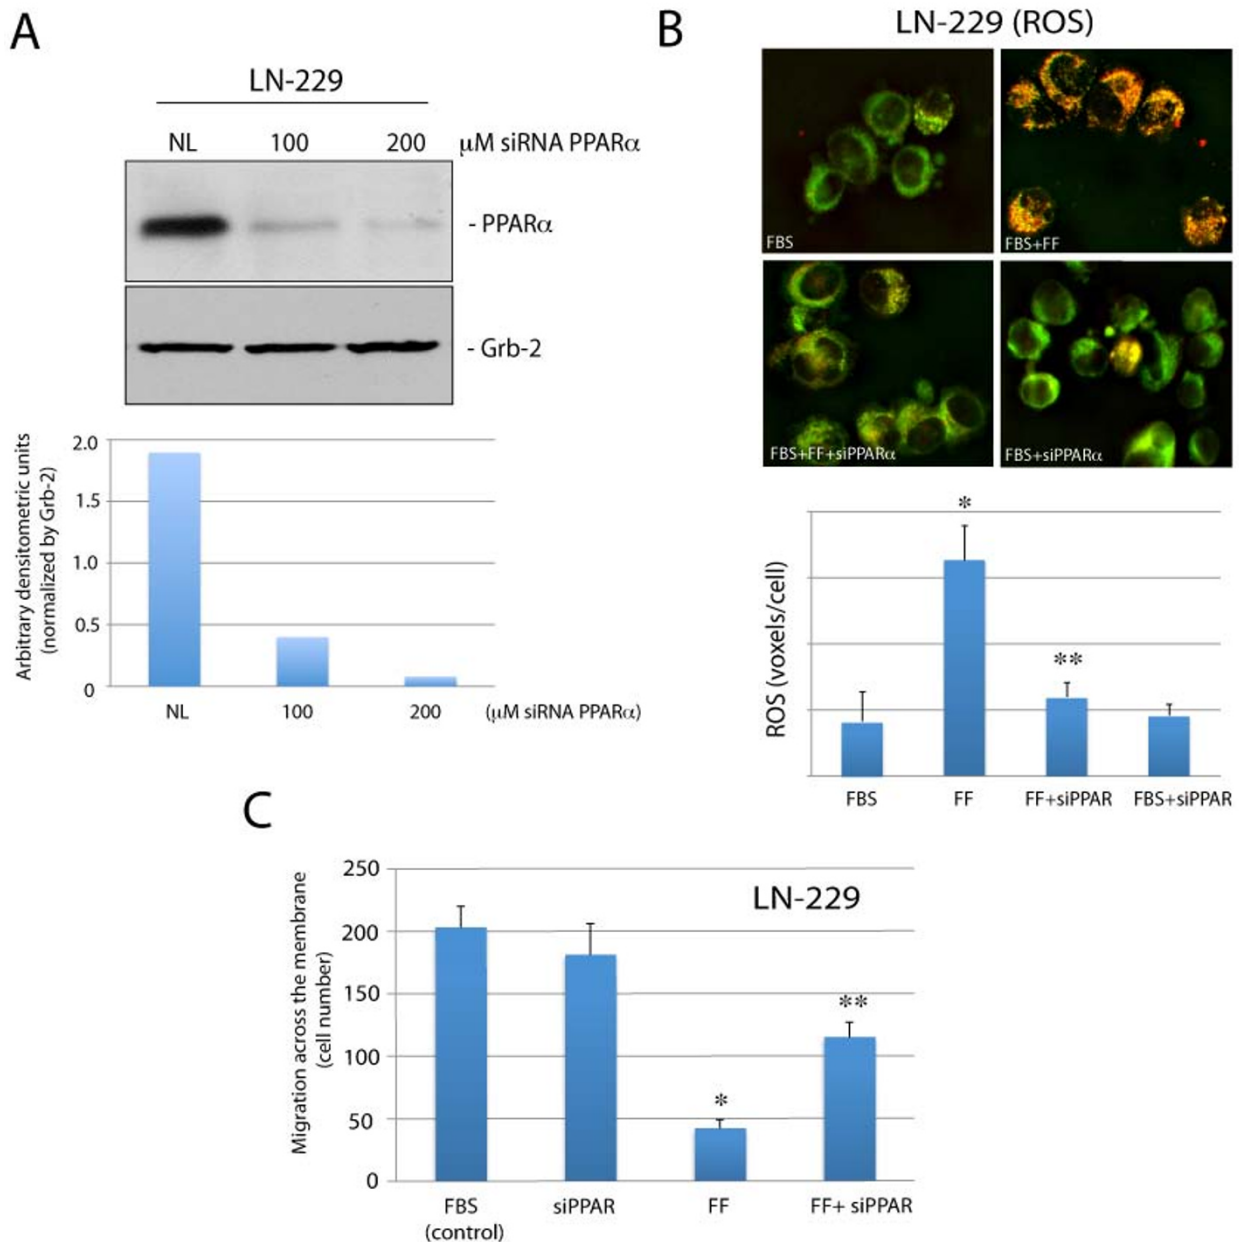 A
LN-229
NL 100 200 μM siRNA PPARα
- PPARα
- Grb-2
Arbitrary densitometric units
(normalized by Grb-2)
2.0
1.5
1.0
0.5
0
NL 100 200 (μM siRNA PPARα)
B
LN-229 (ROS)
FBS
FBS+FF
FBS+FF+siPPARα
FBS+siPPARα
ROS (voxels/cell)
*
**
FBS FF FF+siPPAR FBS+siPPAR
C
LN-229
Migration across the membrane
(cell number)
250
200
150
100
50
0
*
**
FBS
(control)
siPPAR
FF
FF+ siPPAR